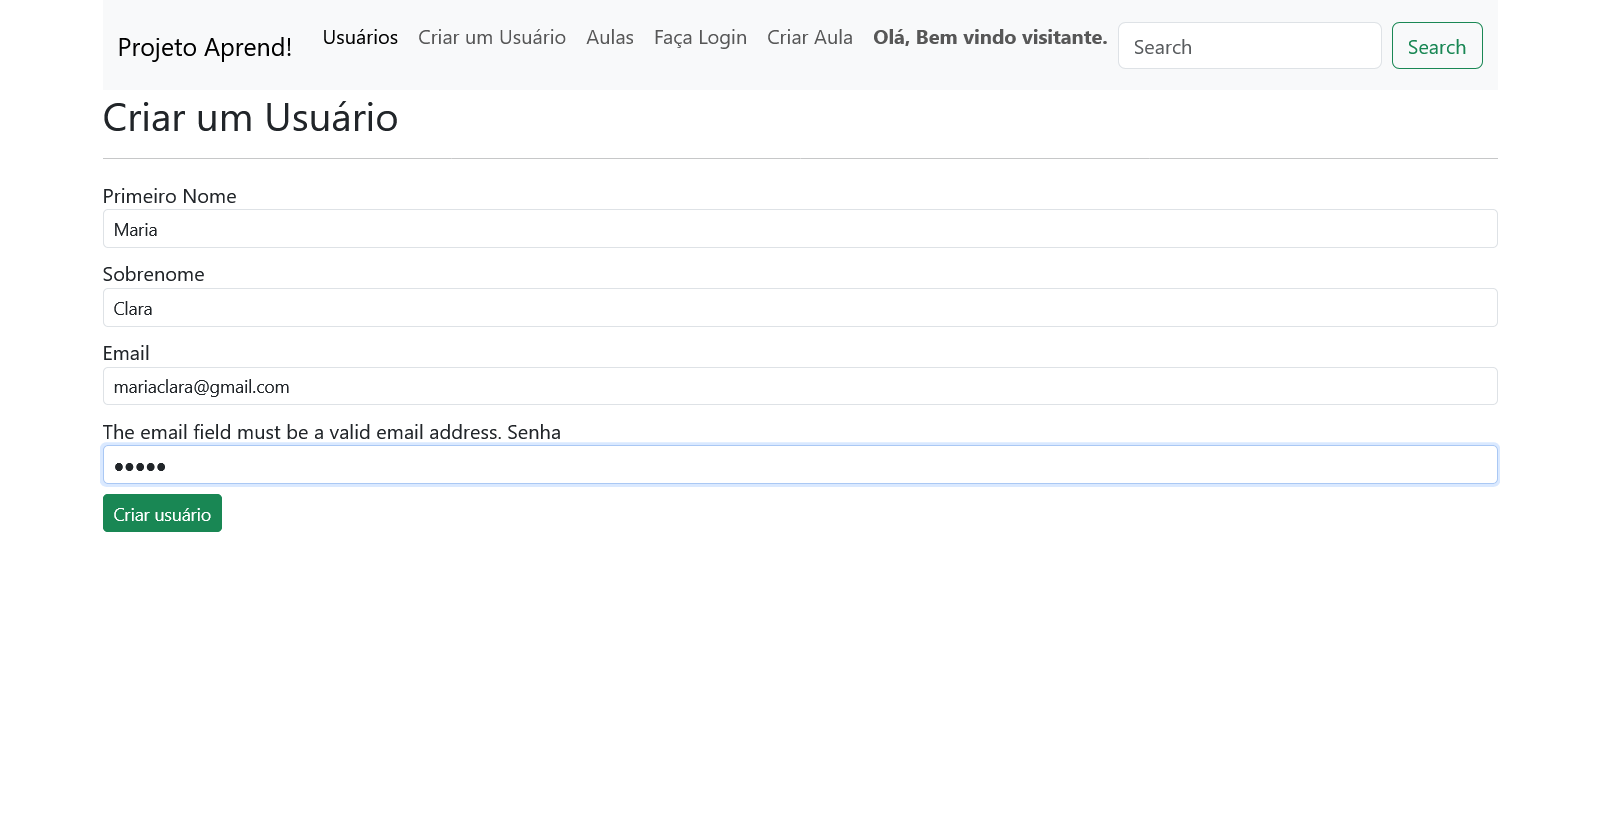 Projeto Aprend! Usuários Criar um Usuário Aulas Faça Login Criar Aula Olá, Bem vindo visitante. Search Search
Criar um Usuário
Primeiro Nome
Maria
Sobrenome
Clara
Email
mariaclara@gmail.com
The email field must be a valid email address. Senha
•••••
Criar usuário